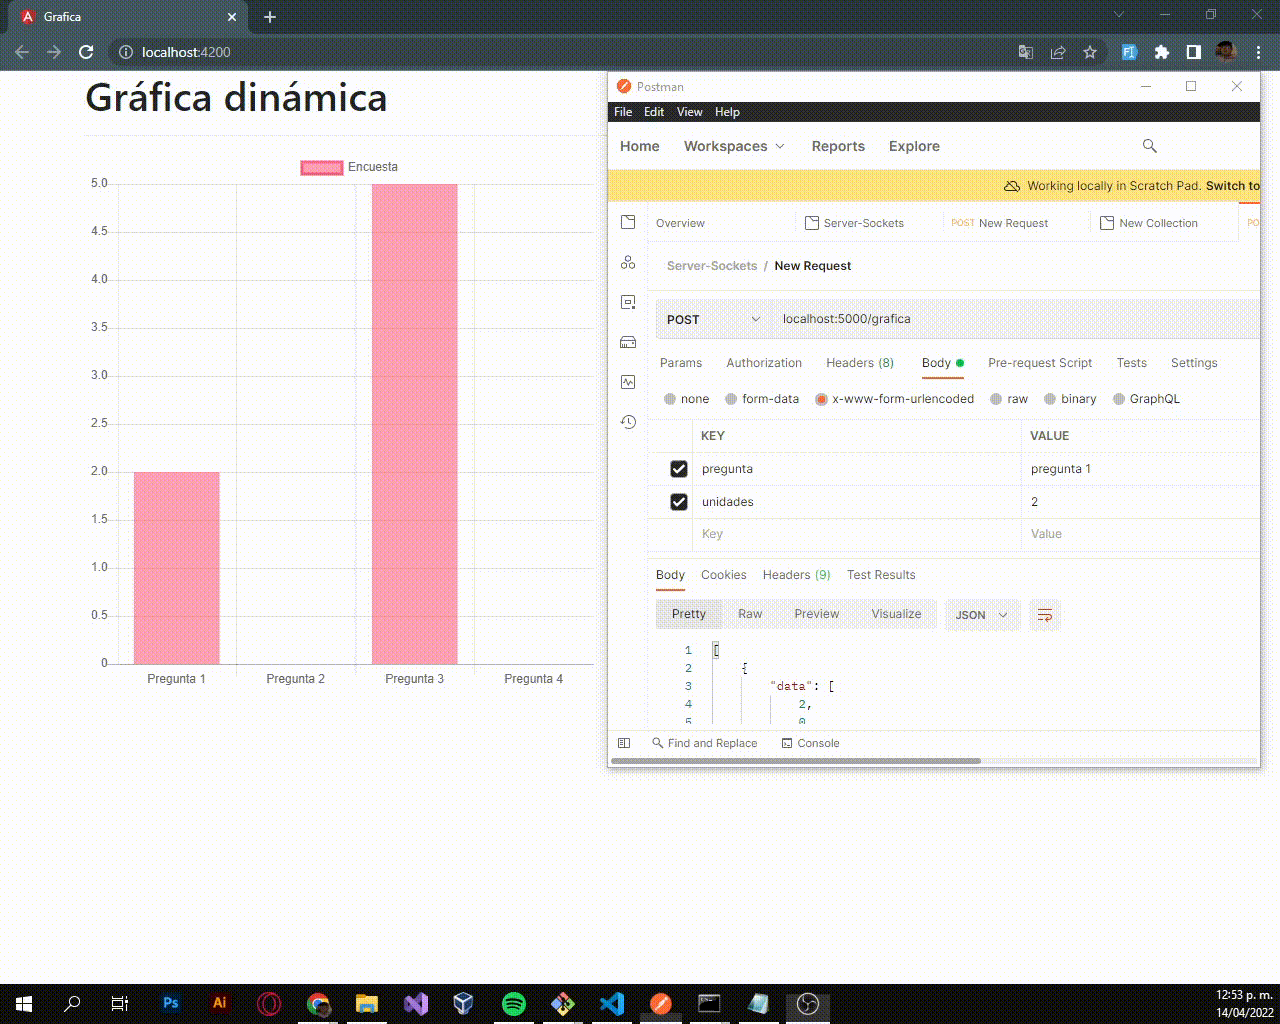 Grafica
localhost:4200
Gráfica dinámica
Encuesta
5.0
4.5
4.0
3.5
3.0
2.5
2.0
1.5
1.0
0.5
0
Pregunta 1 Pregunta 2 Pregunta 3 Pregunta 4
Postman
File Edit View Help
Home Workspaces Reports Explore
Working locally in Scratch Pad. Switch to
Overview Server-Sockets POST New Request New Collection PO
Server-Sockets / New Request
POST localhost:5000/grafica
Params Authorization Headers (8) Body Pre-request Script Tests Settings
none form-data x-www-form-urlencoded raw binary GraphQL
KEY VALUE
pregunta pregunta 1
unidades 2
Key Value
Body Cookies Headers (9) Test Results
Pretty Raw Preview Visualize JSON
1 [
2 {
3 "data": [
4 2,
5 0
Find and Replace Console
Ps Ai
12:53 p. m.
14/04/2022